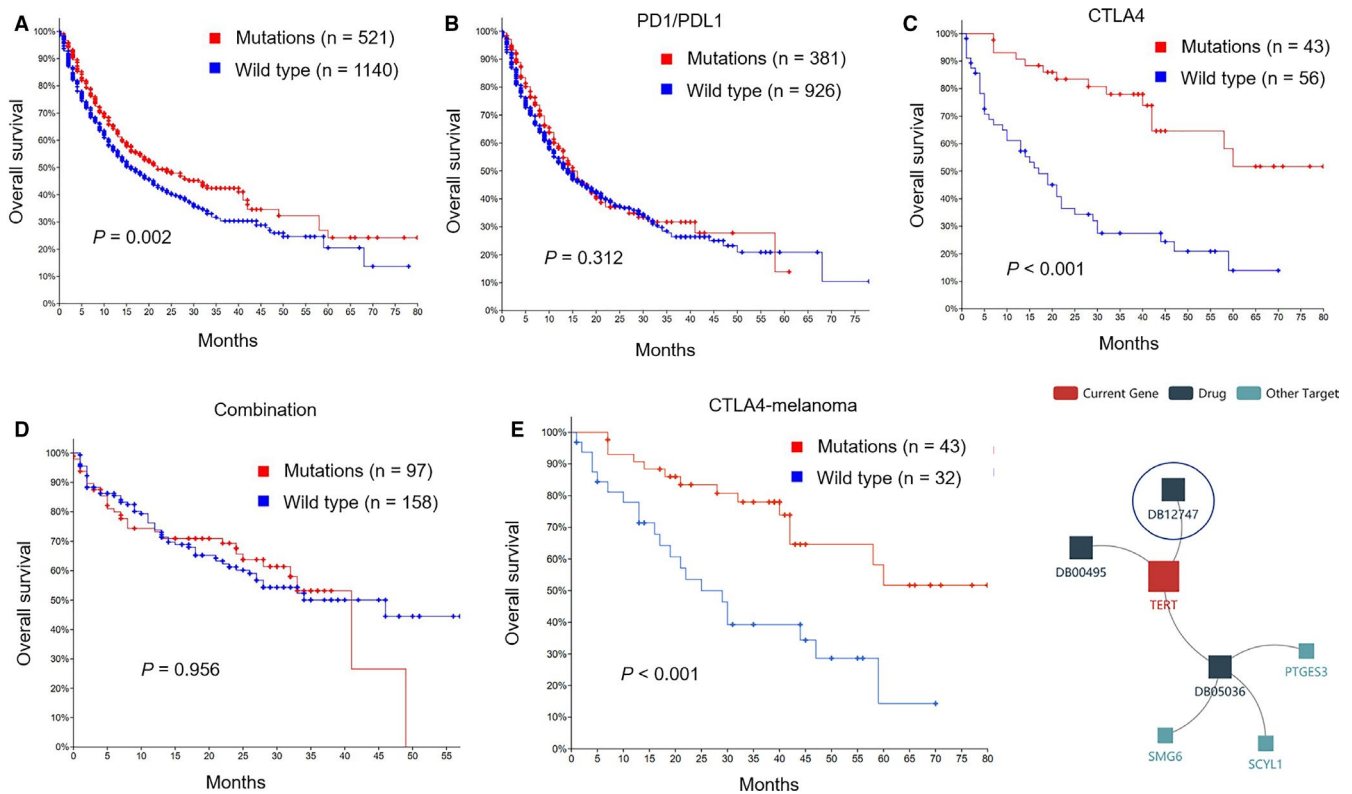 A
Mutations (n = 521)
Wild type (n = 1140)
Overall survival
100%
90%
80%
70%
60%
50%
40%
30%
20%
10%
0%
P = 0.002
0 5 10 15 20 25 30 35 40 45 50 55 60 65 70 75 80
Months
B
PD1/PDL1
Mutations (n = 381)
Wild type (n = 926)
Overall survival
100%
90%
80%
70%
60%
50%
40%
30%
20%
10%
0%
P = 0.312
0 5 10 15 20 25 30 35 40 45 50 55 60 65 70 75
Months
C
CTLA4
Mutations (n = 43)
Wild type (n = 56)
Overall survival
100%
90%
80%
70%
60%
50%
40%
30%
20%
10%
0%
P < 0.001
0 5 10 15 20 25 30 35 40 45 50 55 60 65 70 75 80
Months
D
Combination
Mutations (n = 97)
Wild type (n = 158)
Overall survival
100%
90%
80%
70%
60%
50%
40%
30%
20%
10%
0%
P = 0.956
0 5 10 15 20 25 30 35 40 45 50 55
Months
E
CTLA4-melanoma
Mutations (n = 43)
Wild type (n = 32)
Overall survival
100%
90%
80%
70%
60%
50%
40%
30%
20%
10%
0%
P < 0.001
0 5 10 15 20 25 30 35 40 45 50 55 60 65 70 75 80
Months
Current Gene Drug Other Target
DB12747
DB00495
TERT
PTGES3
DB05036
SMG6
SCYL1